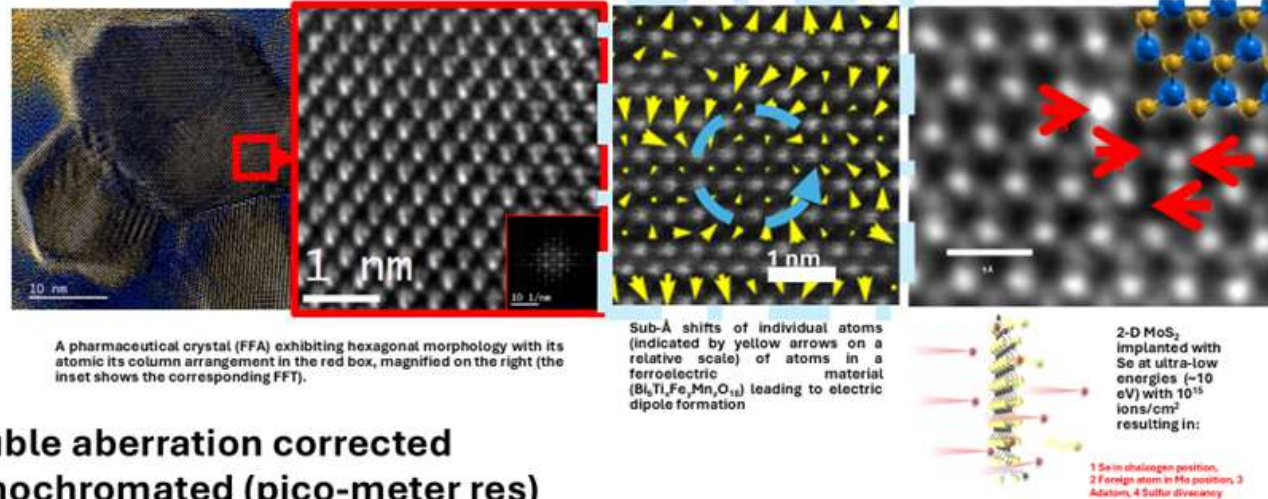 10 nm
1 nm
10 1/nm
1 nm
A pharmaceutical crystal (FFA) exhibiting hexagonal morphology with its
atomic its column arrangement in the red box, magnified on the right (the
inset shows the corresponding FFT).
Sub-Å shifts of individual atoms
(indicated by yellow arrows on a
relative scale) of atoms in a
ferroelectric material
leading to electric
dipole formation
2-D MoS₂
implanted with
Se at ultra-low
energies (~10
eV) with 10¹⁵
ions/cm²
resulting in:
1 Se in chalcogen position,
2 Foreign atom in Mo position, 3
Adatom, 4 Sulfur divacancy
uble aberration corrected
nochromated (pico-meter res)